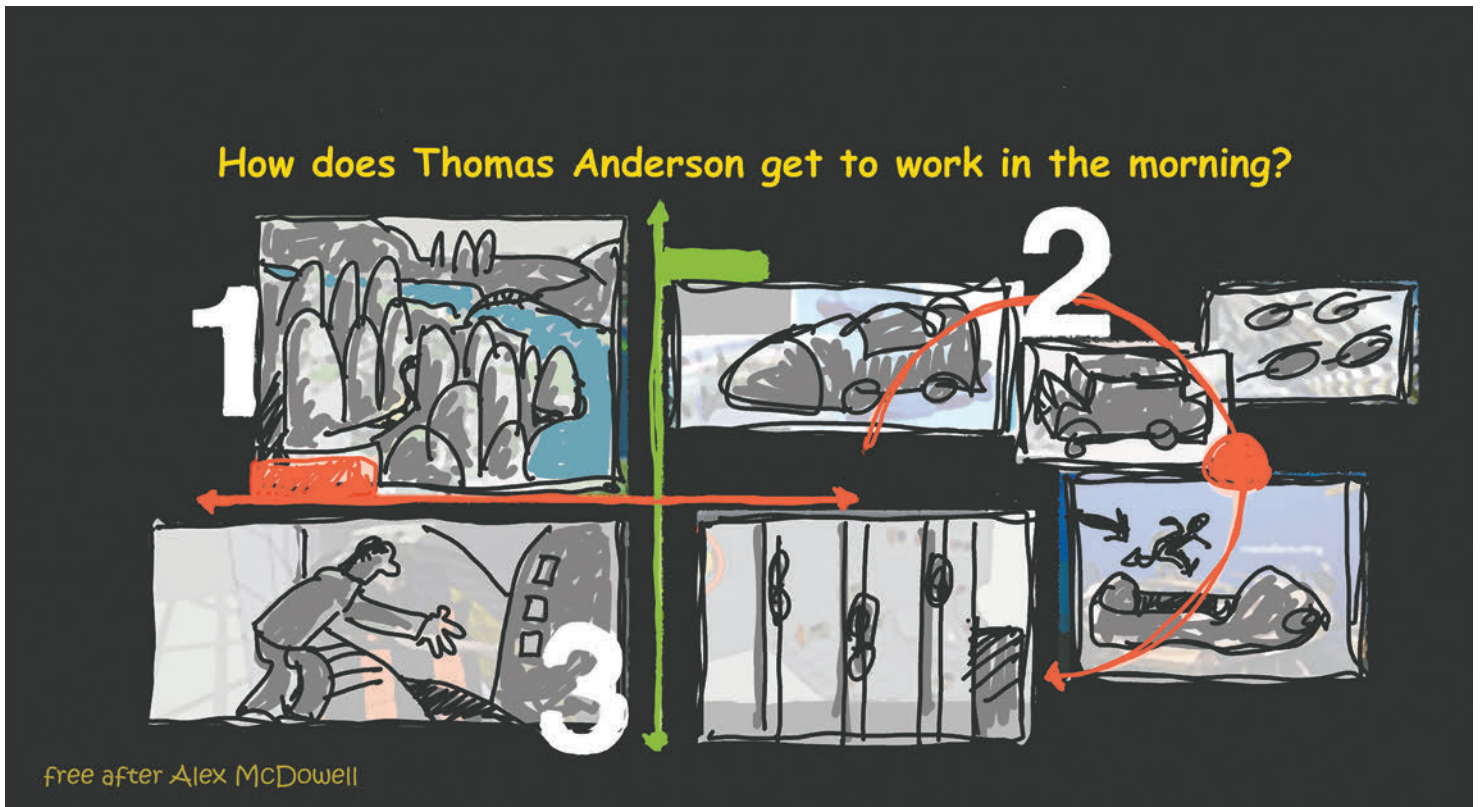 How does Thomas Anderson get to work in the morning?
1
2
3
free after Alex McDowell